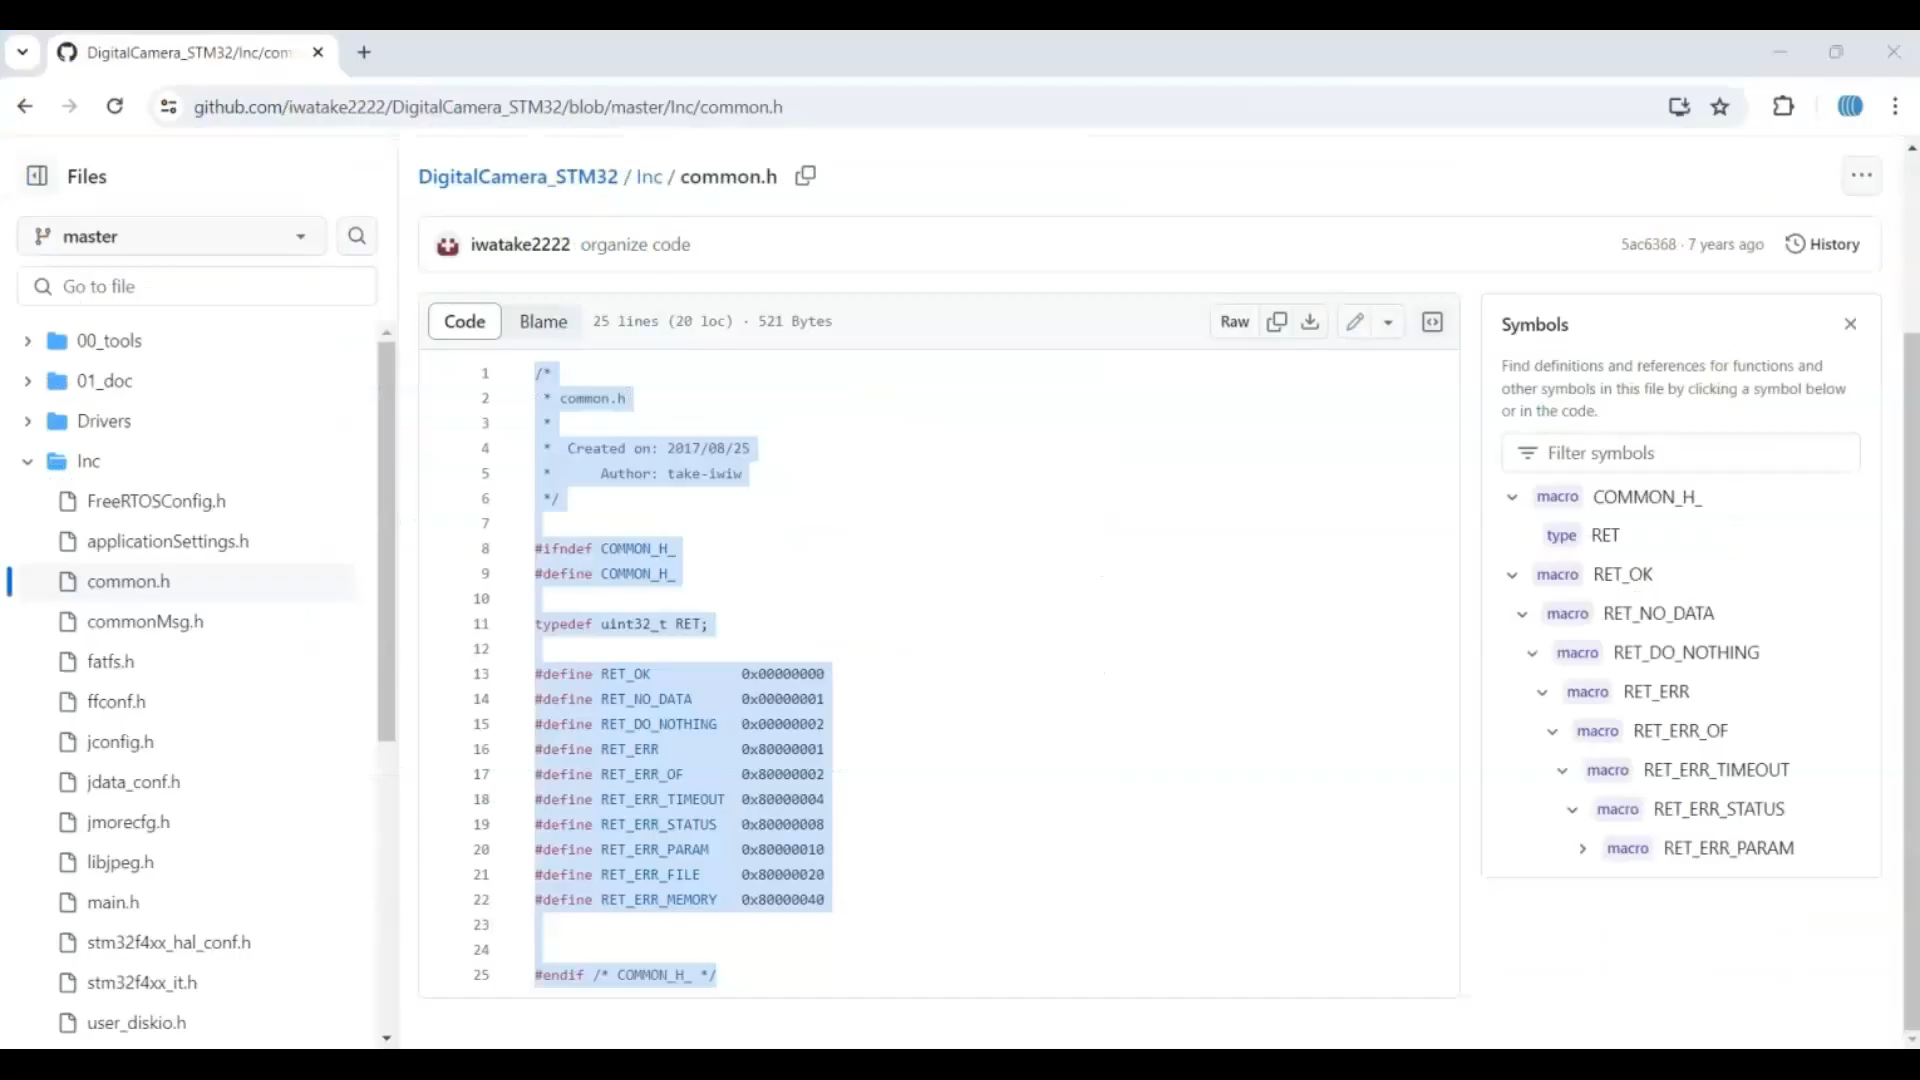 DigitalCamera_STM32/Inc/com
github.com/iwatake2222/DigitalCamera_STM32/blob/master/Inc/common.h
Files
master
Go to file
00_tools
01_doc
Drivers
Inc
FreeRTOSConfig.h
applicationSettings.h
common.h
commonMsg.h
fatfs.h
ffconf.h
jconfig.h
jdata_conf.h
jmorecfg.h
libjpeg.h
main.h
stm32f4xx_hal_conf.h
stm32f4xx_it.h
user_diskio.h
DigitalCamera_STM32 / Inc / common.h
iwatake2222 organize code
5ac6368 · 7 years ago History
Code Blame 25 lines (20 loc) · 521 Bytes
Raw
1 /*
2 * common.h
3 *
4 * Created on: 2017/08/25
5 * Author: take-iwiw
6 */
7
8 #ifndef COMMON_H_
9 #define COMMON_H_
10
11 typedef uint32_t RET;
12
13 #define RET_OK 0x00000000
14 #define RET_NO_DATA 0x00000001
15 #define RET_DO_NOTHING 0x00000002
16 #define RET_ERR 0x80000001
17 #define RET_ERR_OF 0x80000002
18 #define RET_ERR_TIMEOUT 0x80000004
19 #define RET_ERR_STATUS 0x80000008
20 #define RET_ERR_PARAM 0x80000010
21 #define RET_ERR_FILE 0x80000020
22 #define RET_ERR_MEMORY 0x80000040
23
24
25 #endif /* COMMON_H_ */
Symbols
Find definitions and references for functions and
other symbols in this file by clicking a symbol below
or in the code.
Filter symbols
macro COMMON_H_
type RET
macro RET_OK
macro RET_NO_DATA
macro RET_DO_NOTHING
macro RET_ERR
macro RET_ERR_OF
macro RET_ERR_TIMEOUT
macro RET_ERR_STATUS
macro RET_ERR_PARAM